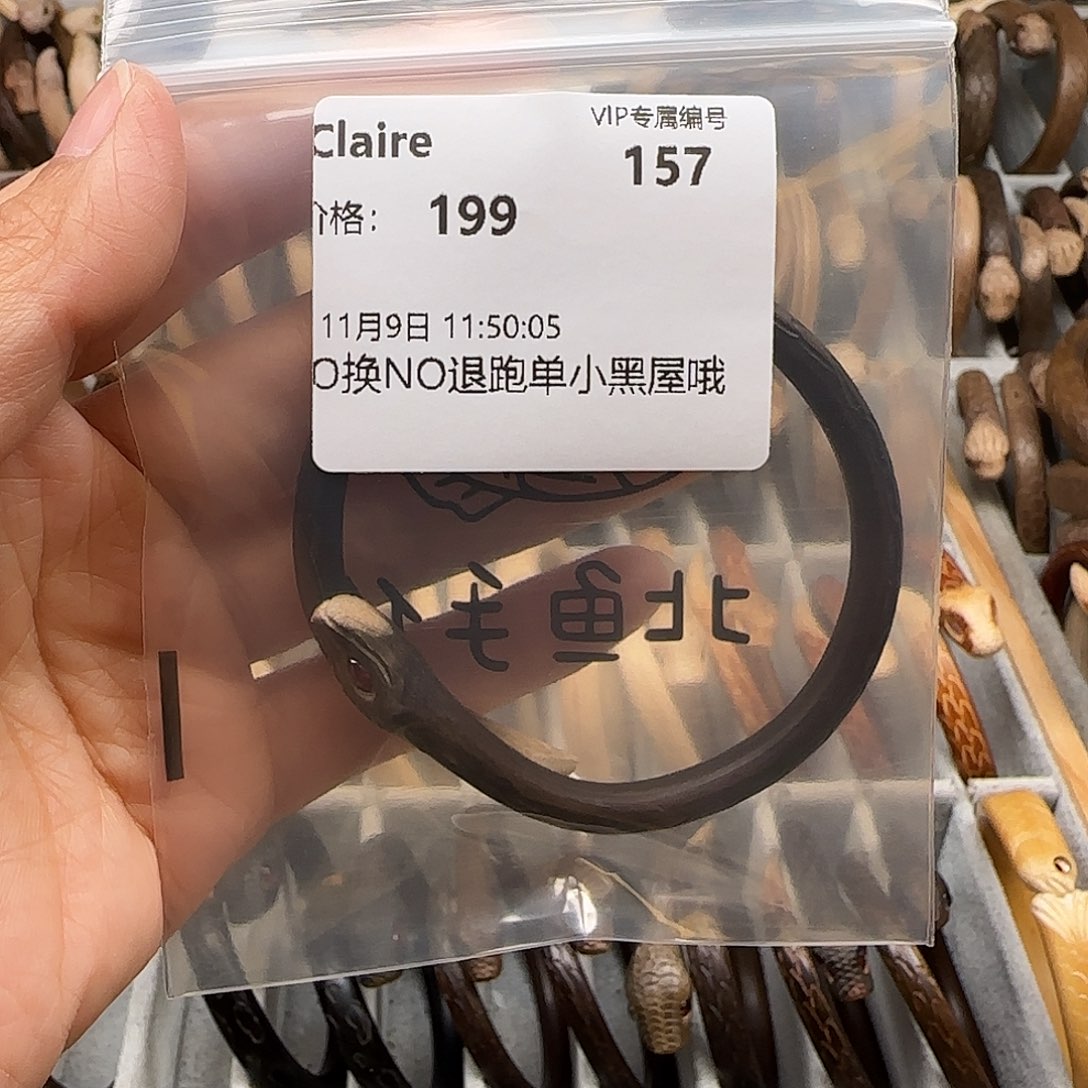 Claire
VIP专属编号
157
价格： 199
11月9日 11:50:05
O换NO退跑单小黑屋哦
北鱼